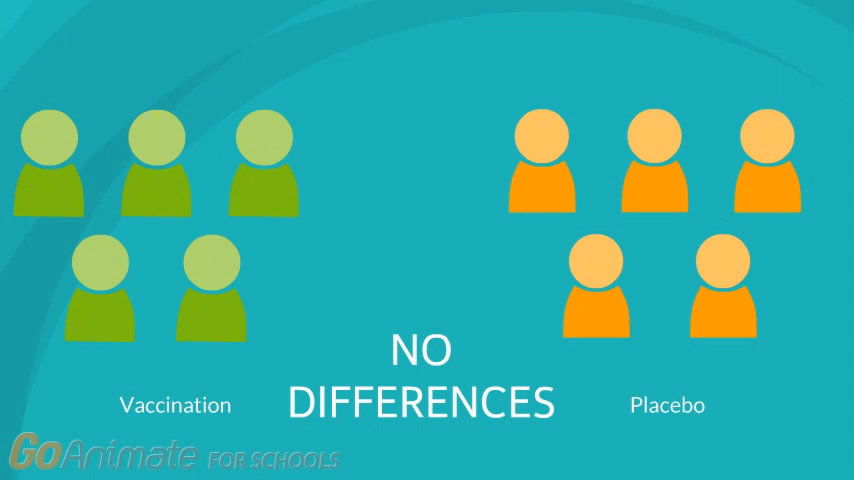 NO
DIFFERENCES
Vaccination
Placebo
GoAnimate FOR SCHOOLS